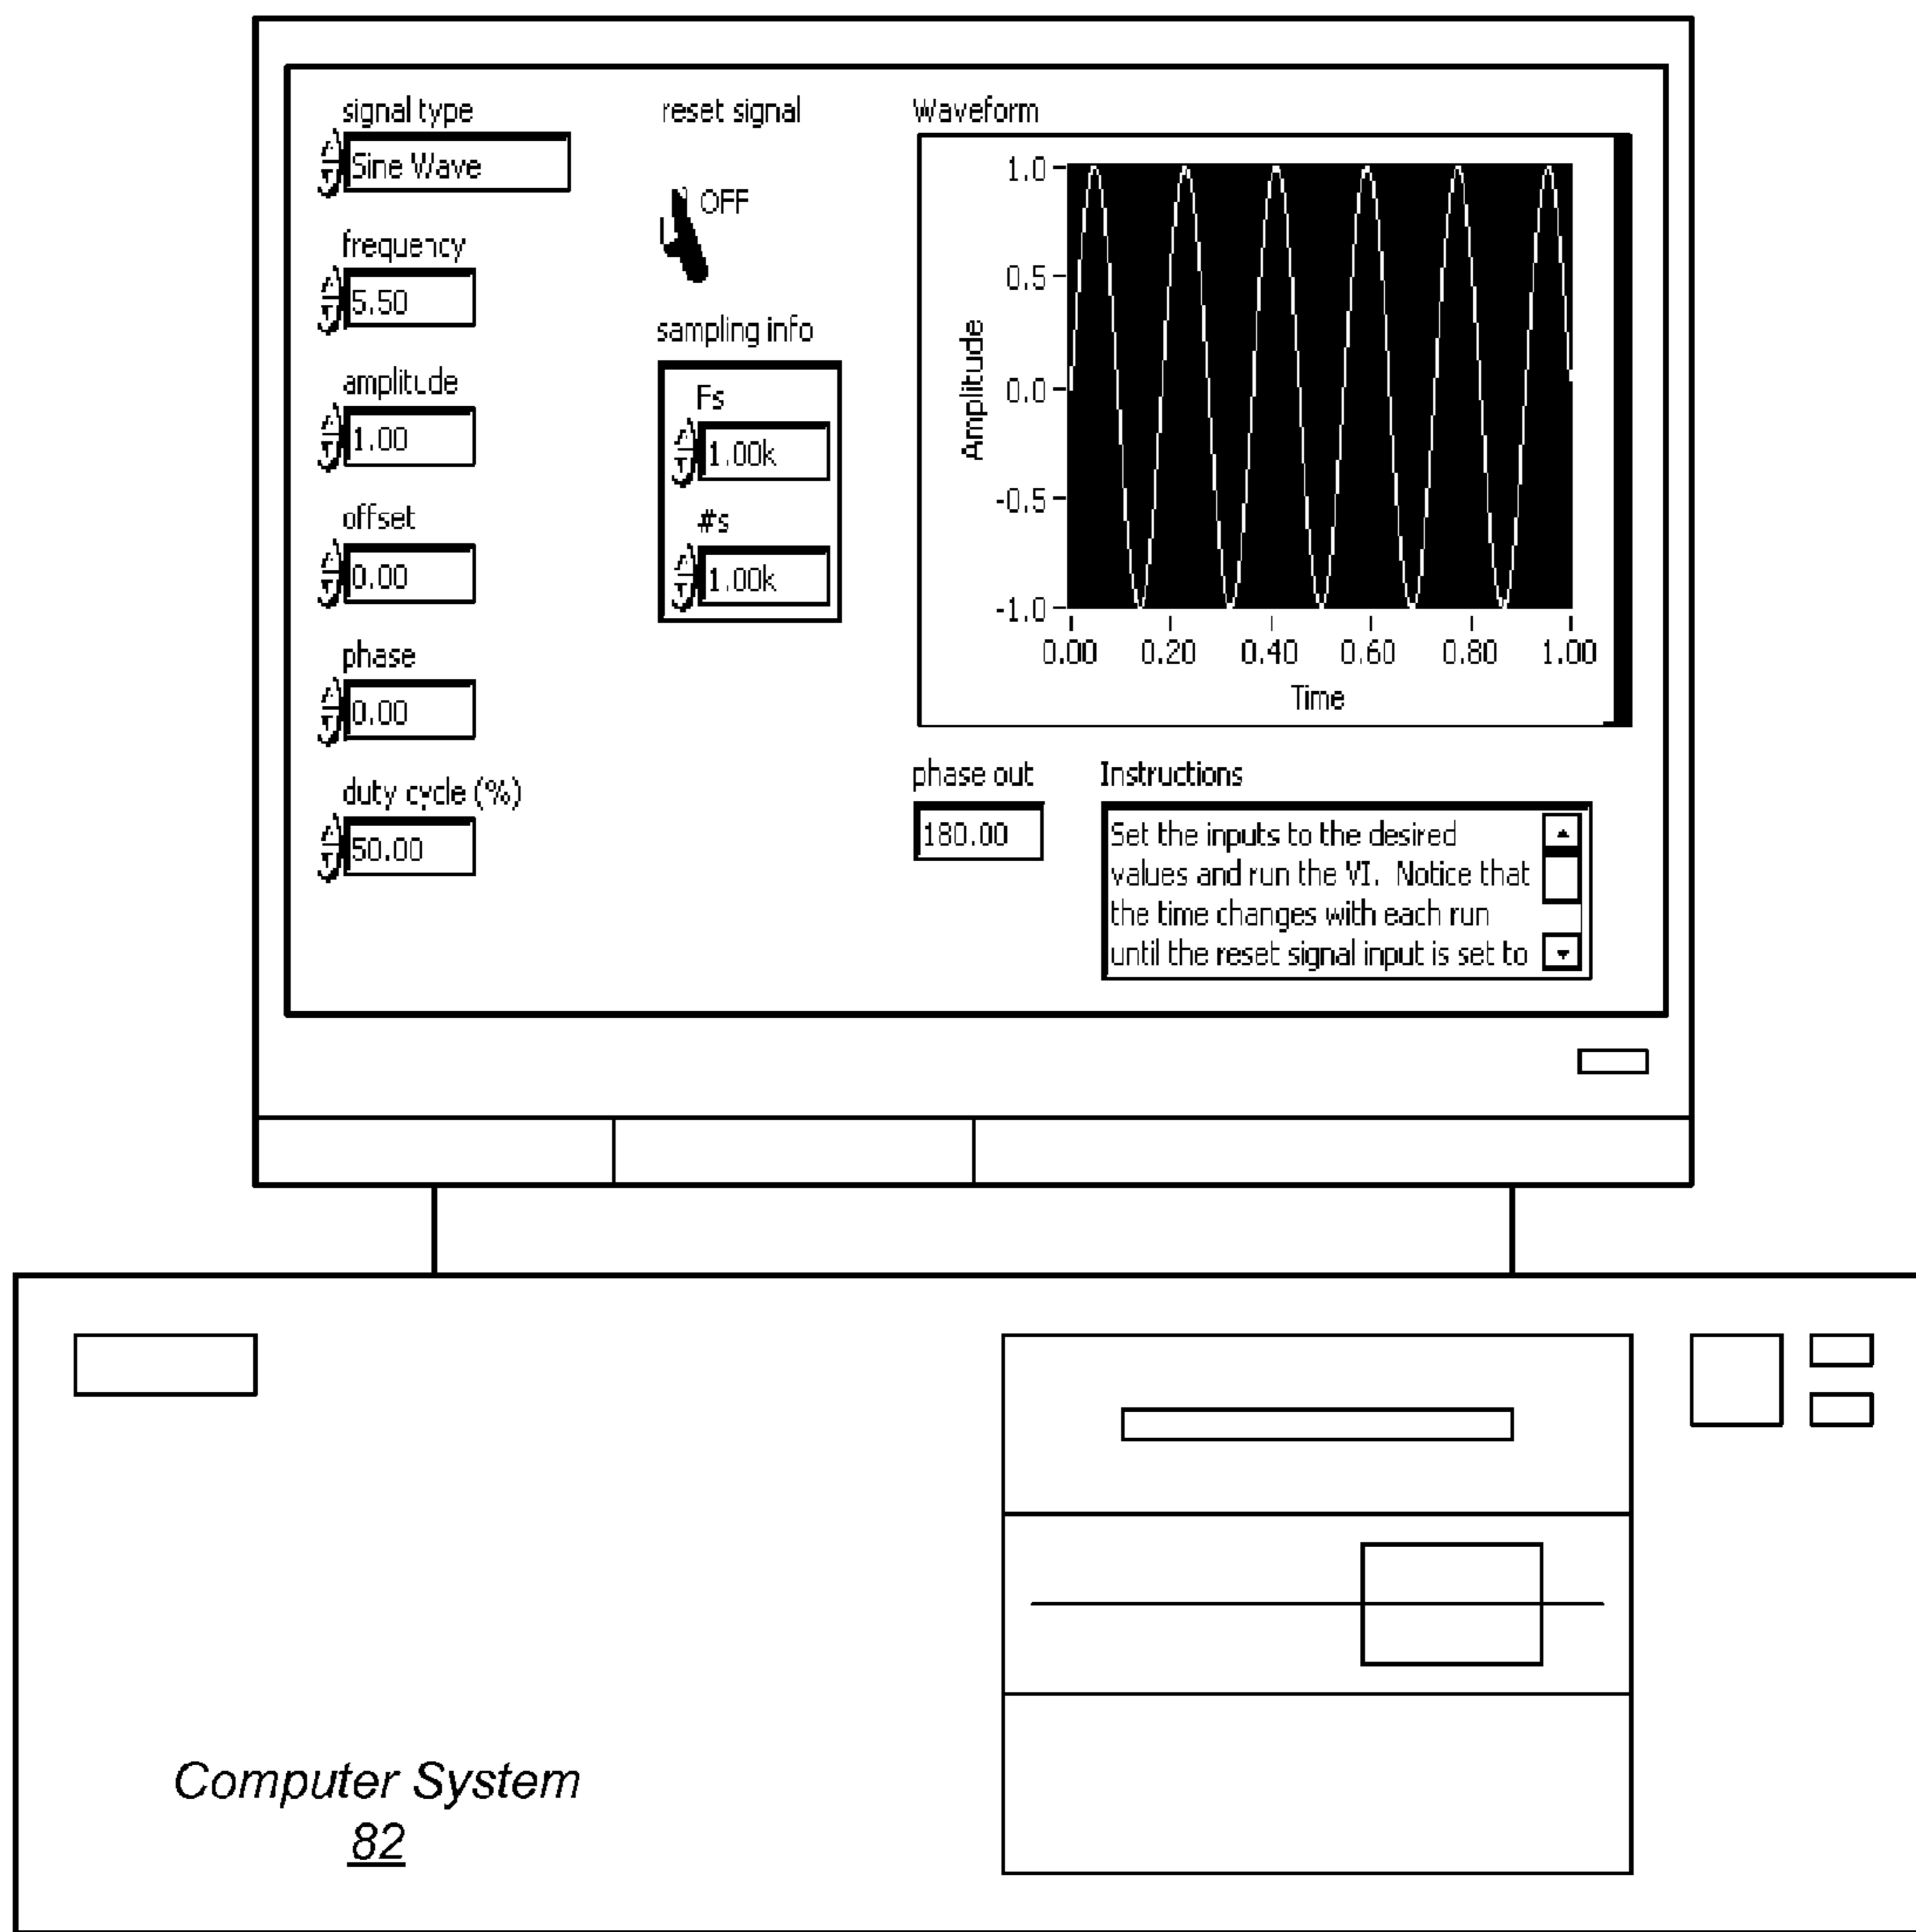 signal type
Sine Wave
frequency
5.50
amplitude
1.00
offset
0.00
phase
0.00
duty cycle (%)
50.00
reset signal
OFF
sampling info
Fs
1.00k
#s
1.00k
Waveform
1.0
0.5
0.0
-0.5
-1.0
Amplitude
0.00 0.20 0.40 0.60 0.80 1.00
Time
phase out
180.00
Instructions
Set the inputs to the desired
values and run the VI. Notice that
the time changes with each run
until the reset signal input is set to
Computer System
82